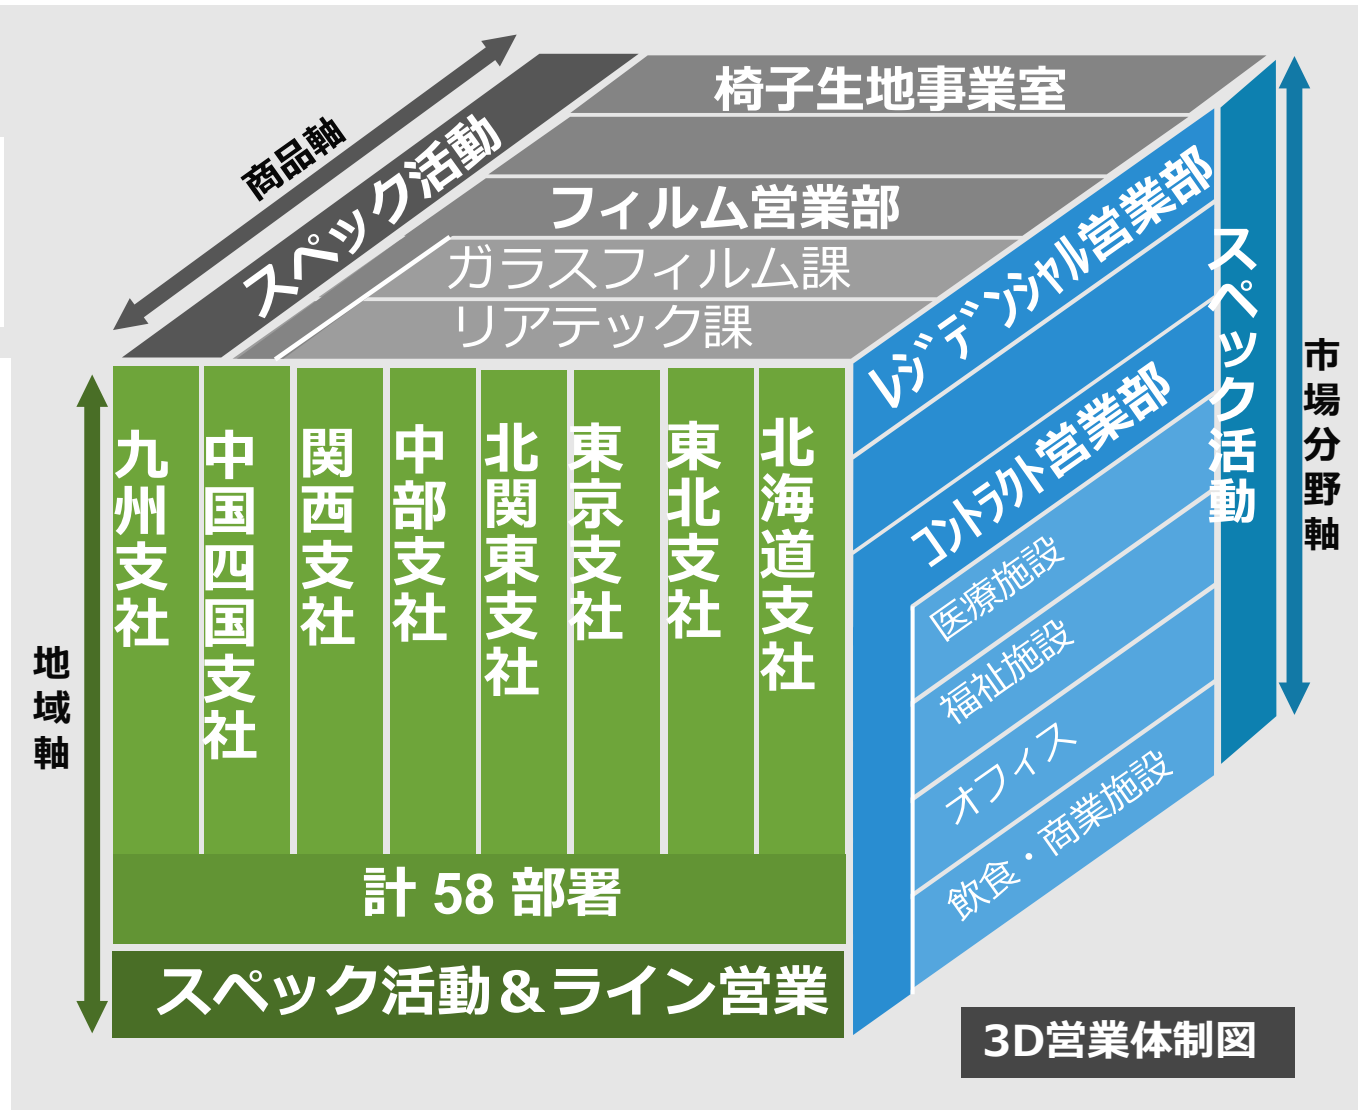 商品軸
スペック活動
椅子生地事業室
フィルム営業部
ガラスフィルム課
リアテック課
レジデンシャル営業部
コントラクト営業部
医療施設
福祉施設
オフィス
飲食・商業施設
スペック活動
市場分野軸
地域軸
九州支社
中国四国支社
関西支社
中部支社
北関東支社
東京支社
東北支社
北海道支社
計 58 部署
スペック活動＆ライン営業
3D営業体制図